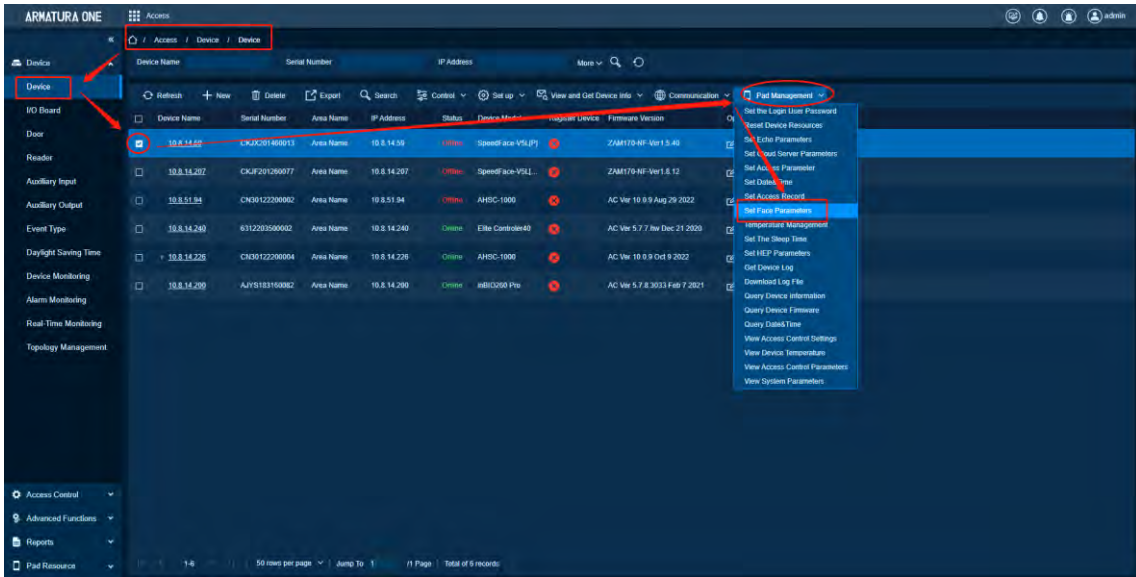 ARMATURA ONE
Access
admin
/ Access / Device / Device
Device
Device Name Serial Number IP Address More
Device
Refresh New Delete Export Search Control Set up View and Get Device Info Communication Pad Management
I/O Board
Door
Reader
Auxiliary Input
Auxiliary Output
Event Type
Daylight Saving Time
Device Monitoring
Alarm Monitoring
Real-Time Monitoring
Topology Management
Device Name Serial Number Area Name IP Address Status Device Model Register Device Firmware Version
10.8.14.59 CKJX201460013 Area Name 10.8.14.59 Offline SpeedFace-V5L[P] ZAM170-NF-Ver1.5.40
10.8.14.207 CKJF201260077 Area Name 10.8.14.207 Offline SpeedFace-V5L[... ZAM170-NF-Ver1.8.12
10.8.51.94 CN30122200002 Area Name 10.8.51.94 Offline AHSC-1000 AC Ver 10.0.9 Aug 29 2022
10.8.14.240 6312203500002 Area Name 10.8.14.240 Online Elite Controler40 AC Ver 5.7.7 Itw Dec 21 2020
10.8.14.226 CN30122200004 Area Name 10.8.14.226 Online AHSC-1000 AC Ver 10.0.9 Oct 9 2022
10.8.14.200 AJYS183160062 Area Name 10.8.14.200 Online inBIO260 Pro AC Ver 5.7.8.3033 Feb 7 2021
Set the Login User Password
Reset Device Resources
Set Echo Parameters
Set Cloud Server Parameters
Set Access Parameter
Set Date&Time
Set Access Record
Set Face Parameters
Temperature Management
Set The Sleep Time
Set HEP Parameters
Get Device Log
Download Log File
Query Device Information
Query Device Firmware
Query Date&Time
View Access Control Settings
View Device Temperature
View Access Control Parameters
View System Parameters
Access Control
Advanced Functions
Reports
Pad Resource
1-6 50 rows per page Jump To 1 /1 Page Total of 6 records